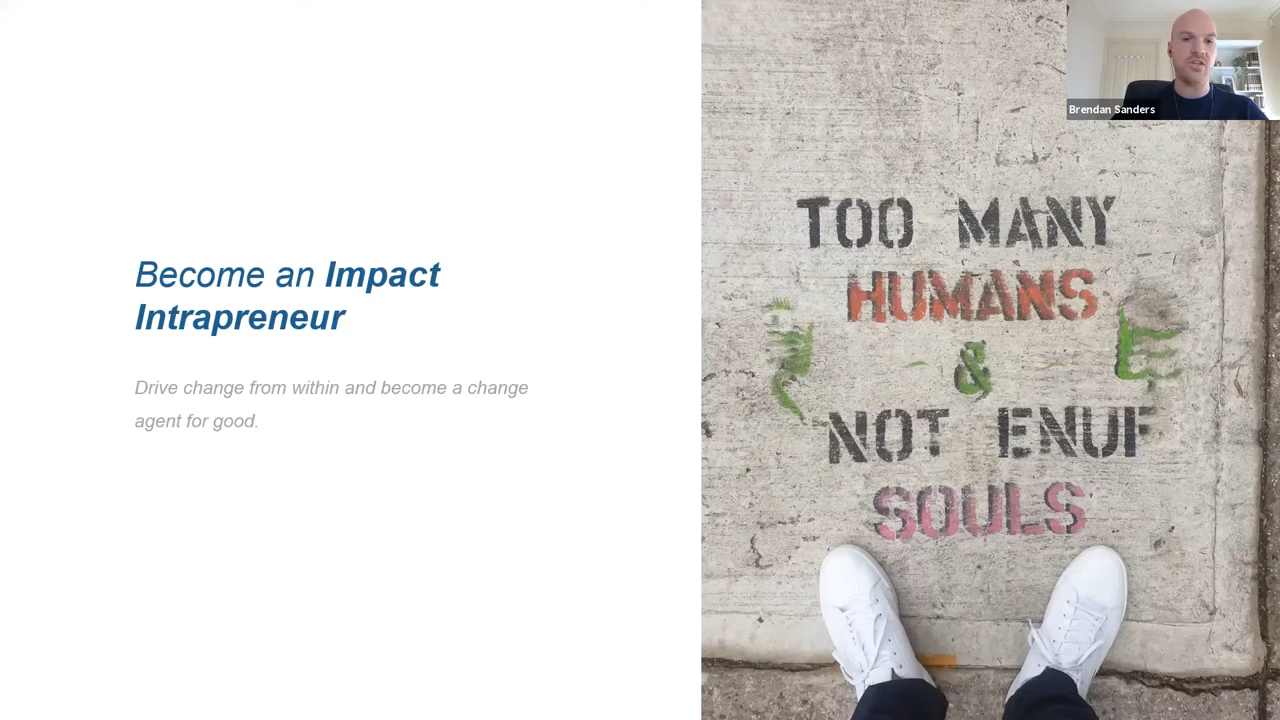 Become an Impact
Intrapreneur
Drive change from within and become a change
agent for good.
TOO MANY
HUMANS
&
NOT ENUF
SOULS
Brendan Sanders